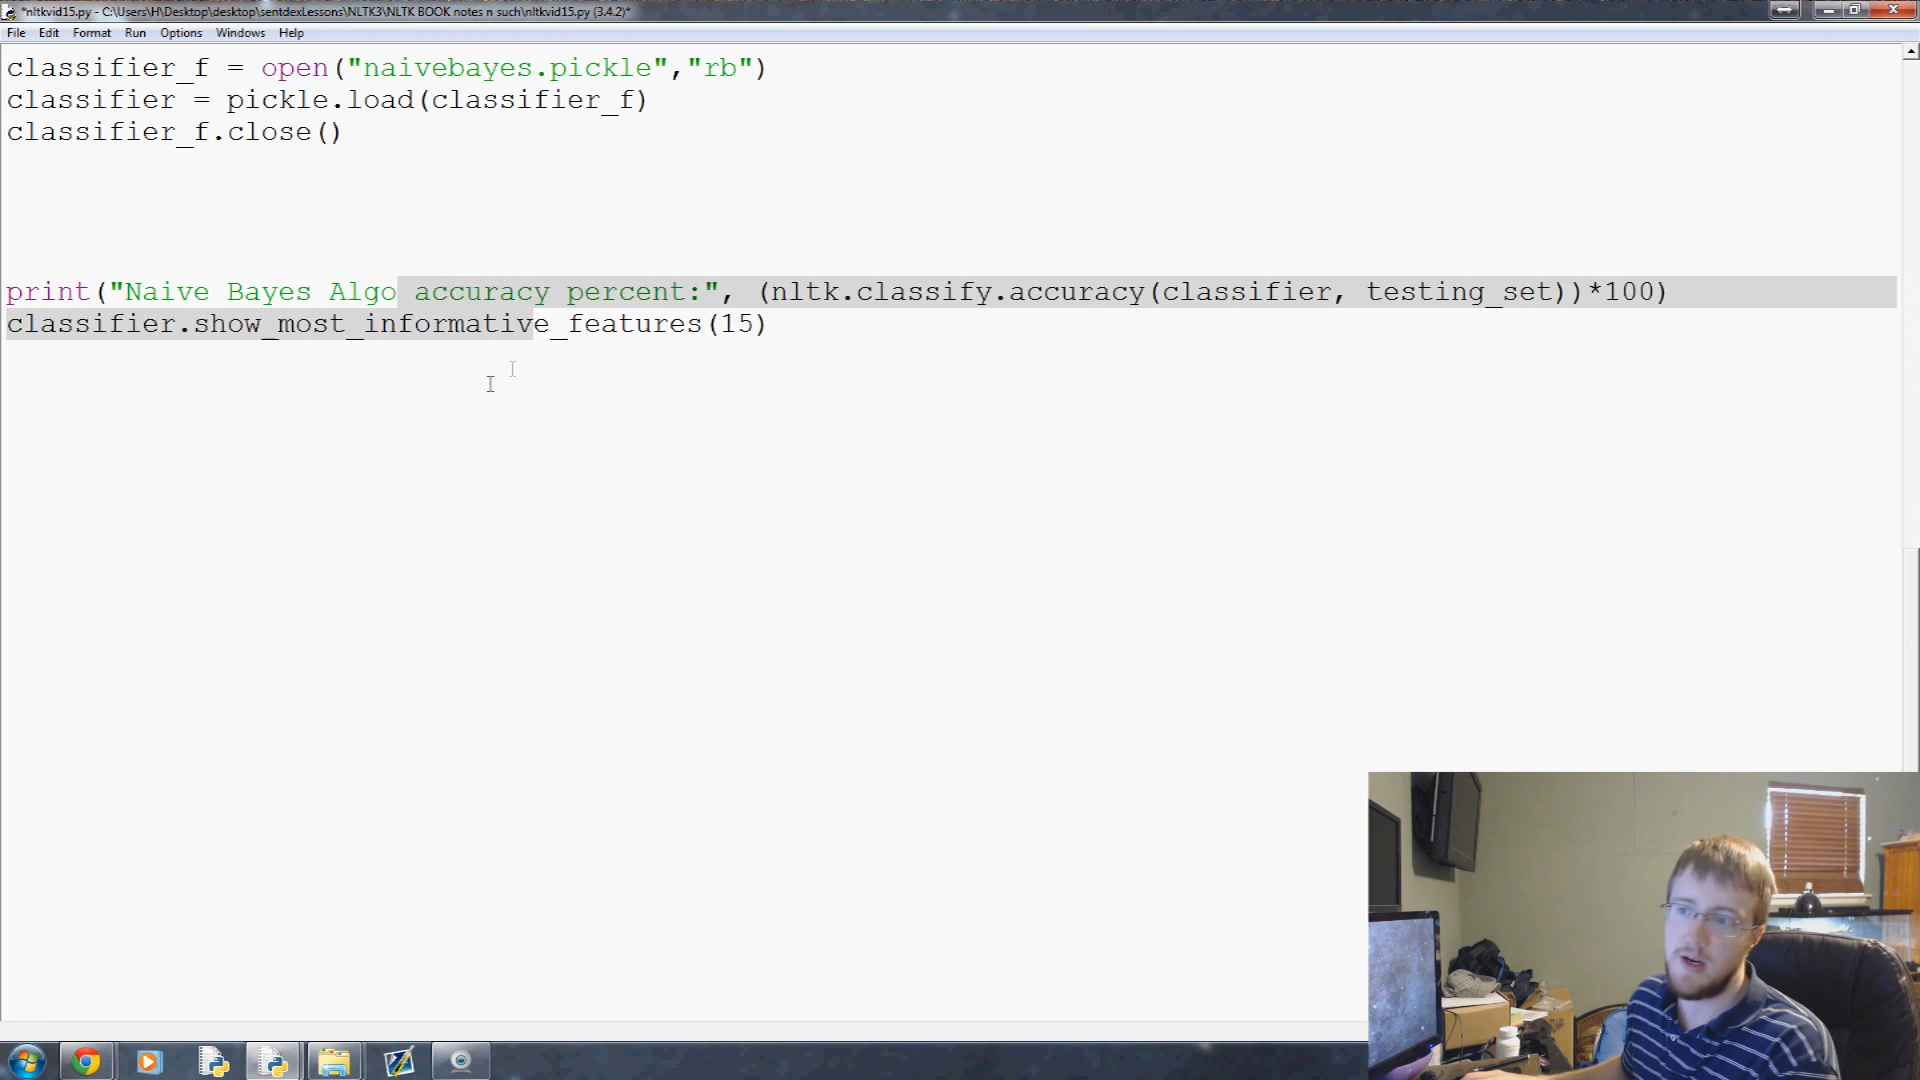 *nltkvid15.py - C:\Users\H\Desktop\desktop\sentdexLessons\NLTK3\NLTK BOOK notes n such\nltkvid15.py (3.4.2)*
File Edit Format Run Options Windows Help
classifier_f = open("naivebayes.pickle","rb")
classifier = pickle.load(classifier_f)
classifier_f.close()
print("Naive Bayes Algo accuracy percent:", (nltk.classify.accuracy(classifier, testing_set))*100)
classifier.show_most_informative_features(15)